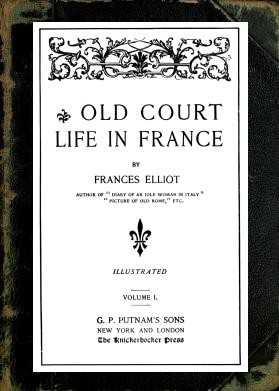 OLD COURT
LIFE IN FRANCE
BY
FRANCES ELLIOT
AUTHOR OF "DIARY OF AN IDLE WOMAN IN ITALY"
"PICTURE OF OLD ROME," ETC.
ILLUSTRATED
VOLUME I.
G. P. PUTNAM'S SONS
NEW YORK AND LONDON
The Knickerbocker Press